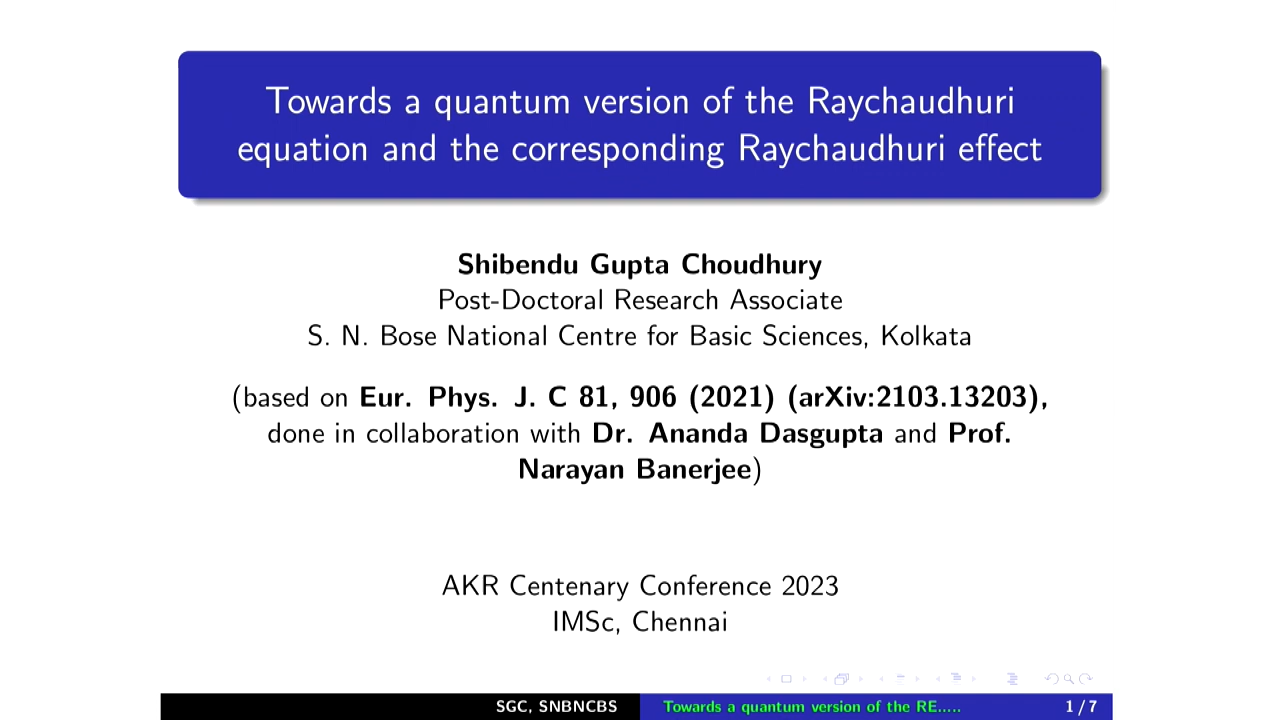 Towards a quantum version of the Raychaudhuri
equation and the corresponding Raychaudhuri effect
Shibendu Gupta Choudhury
Post-Doctoral Research Associate
S. N. Bose National Centre for Basic Sciences, Kolkata
(based on Eur. Phys. J. C 81, 906 (2021) (arXiv:2103.13203),
done in collaboration with Dr. Ananda Dasgupta and Prof.
Narayan Banerjee)
AKR Centenary Conference 2023
IMSc, Chennai
SGC, SNBNCBS
Towards a quantum version of the RE.....
1 / 7